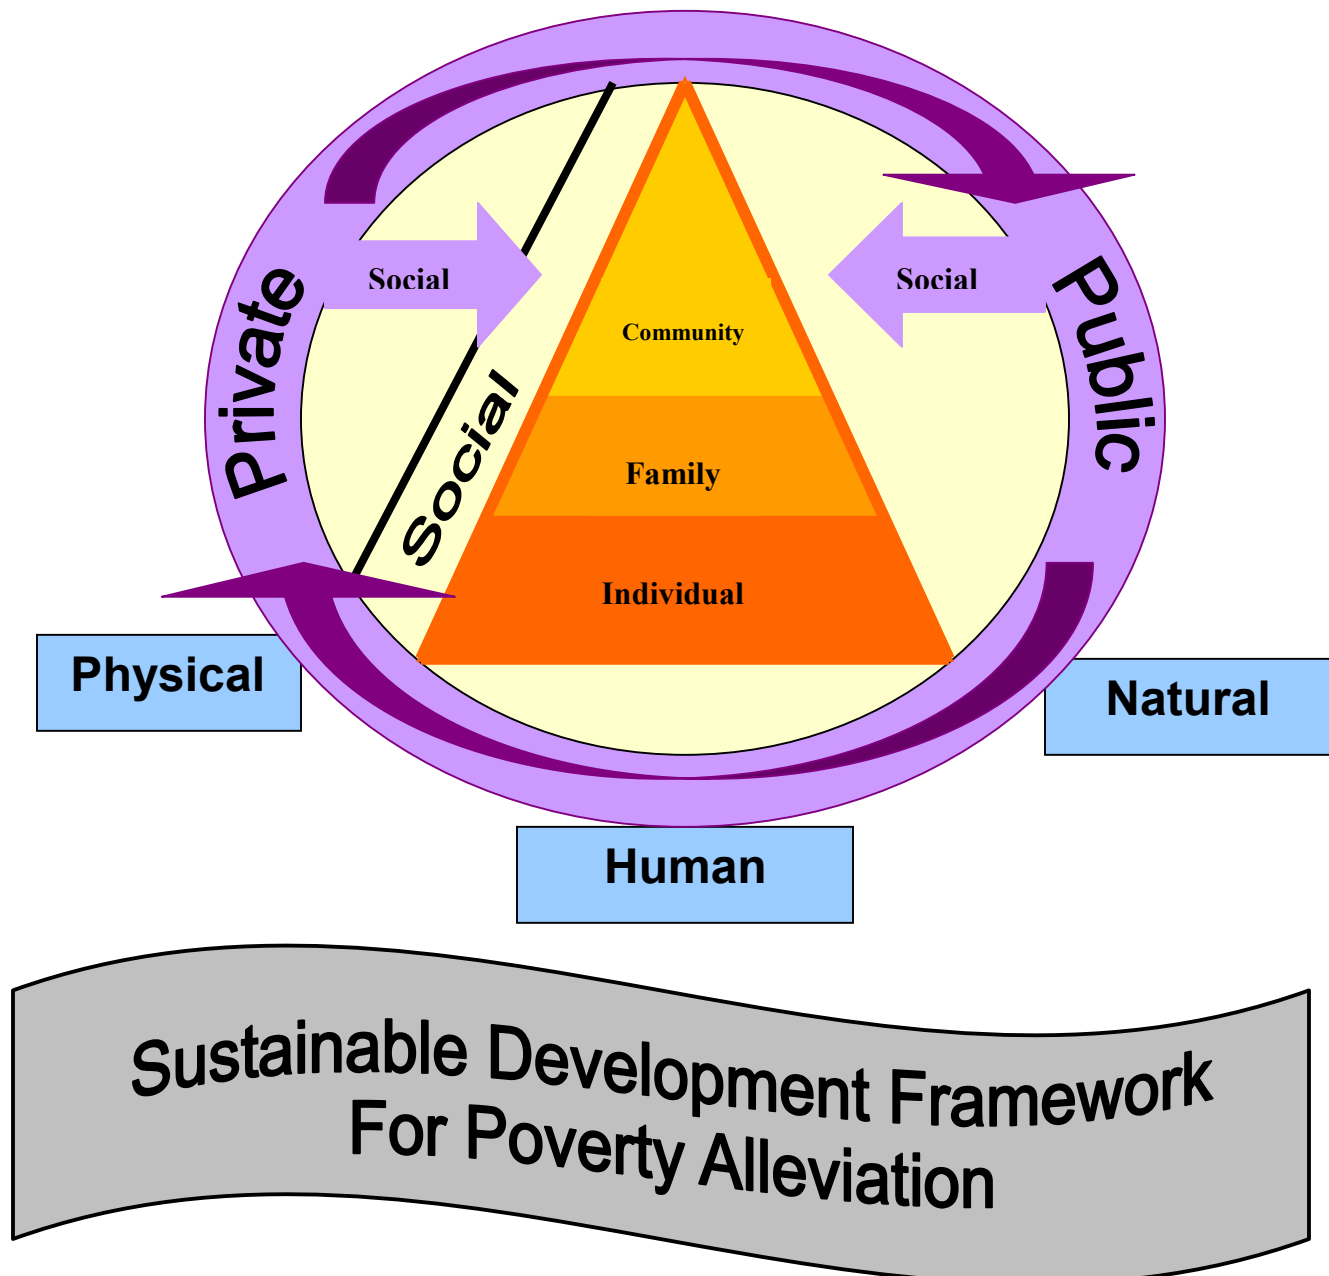 Private
Public
Social
Social
Social
Community
Family
Individual
Physical
Natural
Human
Sustainable Development Framework
For Poverty Alleviation